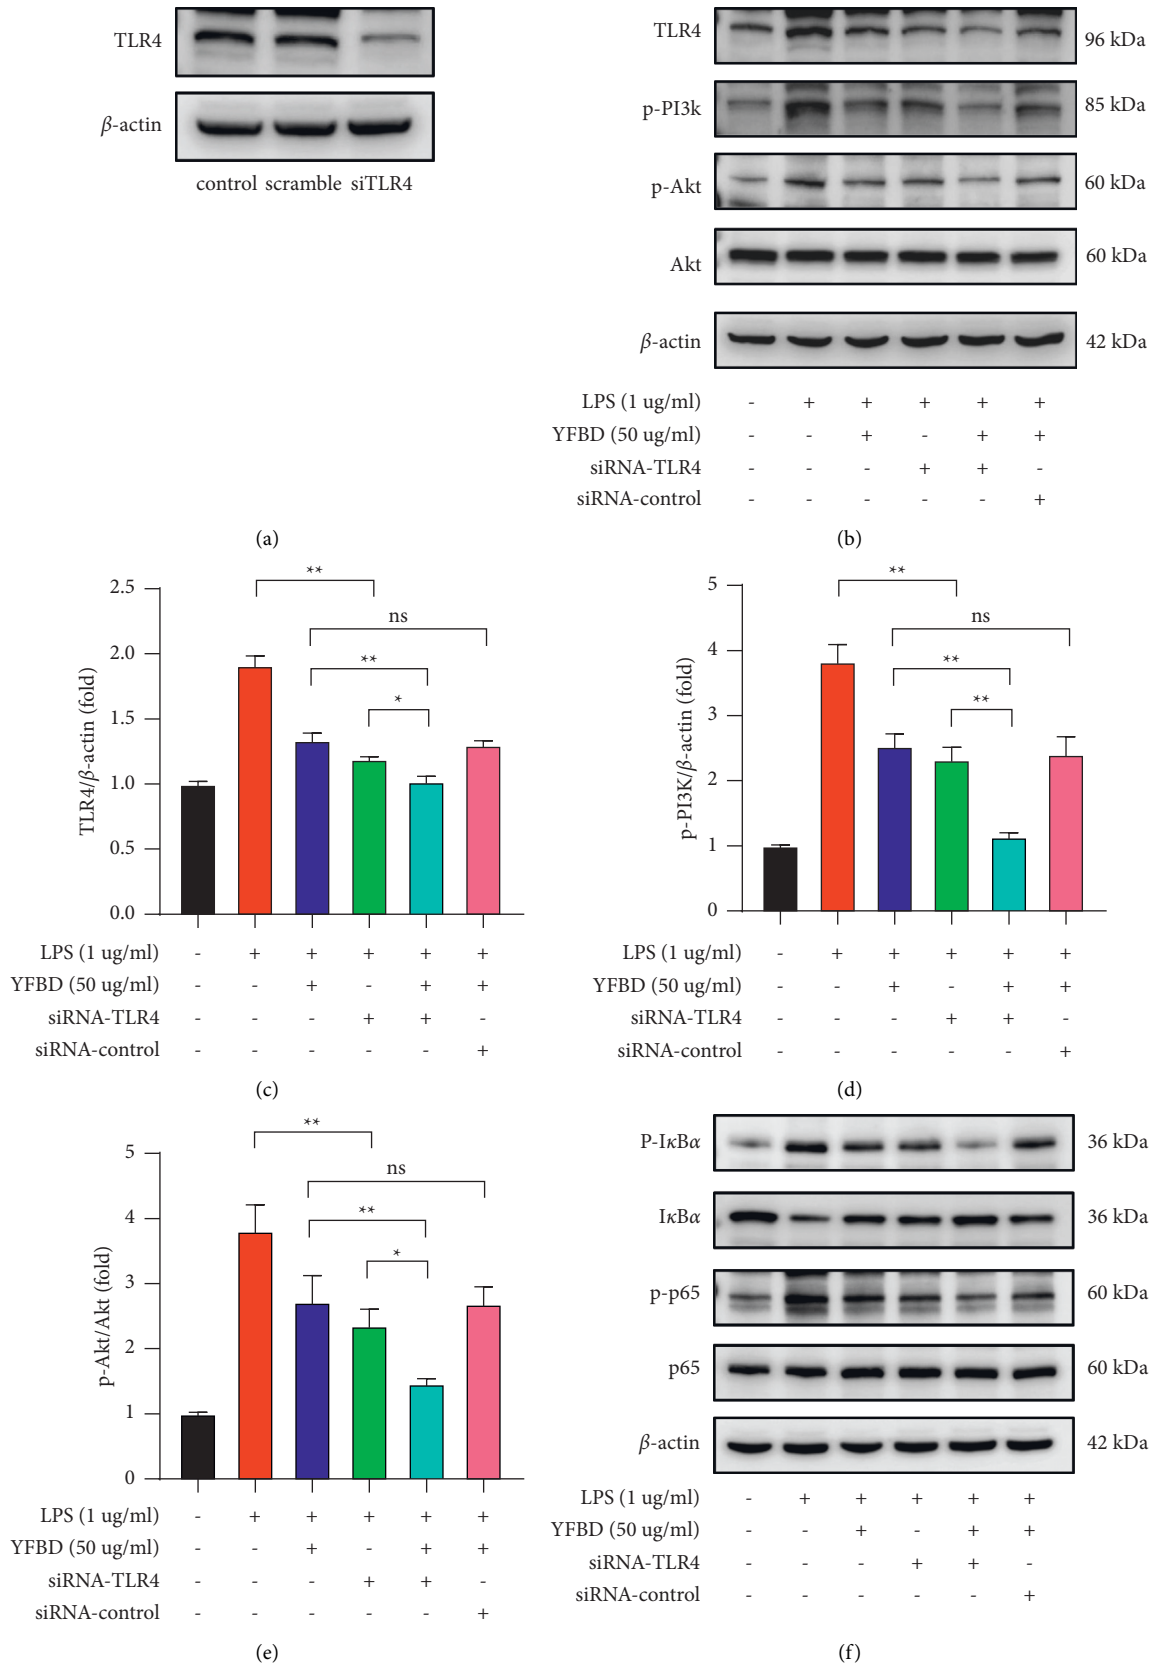 TLR4
β-actin
control scramble siTLR4
(a)
TLR4 96 kDa
p-PI3k 85 kDa
p-Akt 60 kDa
Akt 60 kDa
β-actin 42 kDa
LPS (1 ug/ml) - + + + + +
YFBD (50 ug/ml) - - + - + +
siRNA-TLR4 - - - + + -
siRNA-control - - - - - +
(b)
TLR4/β-actin (fold)
2.5
2.0
1.5
1.0
0.5
0.0
**
ns
**
*
LPS (1 ug/ml) - + + + + +
YFBD (50 ug/ml) - - + - + +
siRNA-TLR4 - - - + + -
siRNA-control - - - - - +
(c)
p-PI3K/β-actin (fold)
5
4
3
2
1
0
**
ns
**
**
LPS (1 ug/ml) - + + + + +
YFBD (50 ug/ml) - - + - + +
siRNA-TLR4 - - - + + -
siRNA-control - - - - - +
(d)
p-Akt/Akt (fold)
5
4
3
2
1
0
**
ns
**
*
LPS (1 ug/ml) - + + + + +
YFBD (50 ug/ml) - - + - + +
siRNA-TLR4 - - - + + -
siRNA-control - - - - - +
(e)
P-IκBα 36 kDa
IκBα 36 kDa
p-p65 60 kDa
p65 60 kDa
β-actin 42 kDa
LPS (1 ug/ml) - + + + + +
YFBD (50 ug/ml) - - + - + +
siRNA-TLR4 - - - + + -
siRNA-control - - - - - +
(f)